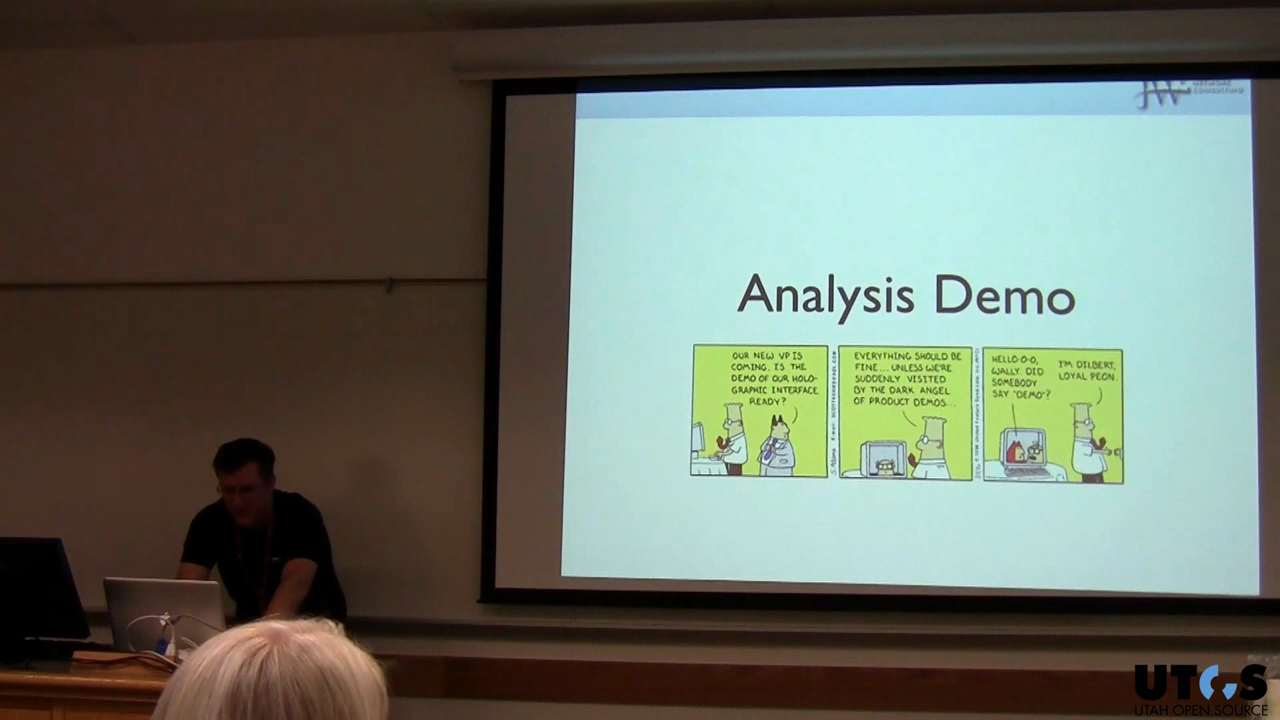 CONSULTING
Analysis Demo
OUR NEW VP IS
COMING. IS THE
DEMO OF OUR HOLO-
GRAPHIC INTERFACE
READY?
EVERYTHING SHOULD BE
FINE... UNLESS WE'RE
SUDDENLY VISITED
BY THE DARK ANGEL
OF PRODUCT DEMOS...
HELLO-O-O,
WALLY. DID
SOMEBODY
SAY "DEMO"?
I'M DILBERT,
LOYAL PEON.
UTOS
UTAH OPEN SOURCE